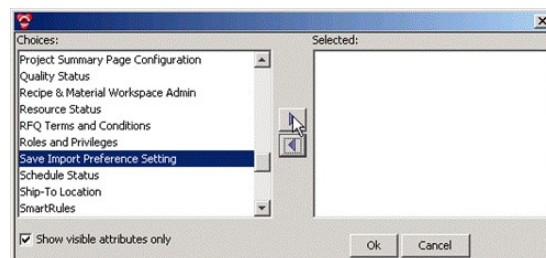 Choices:
Selected:
Project Summary Page Configuration
Quality Status
Recipe & Material Workspace Admin
Resource Status
RFQ Terms and Conditions
Roles and Privileges
Save Import Preference Setting
Schedule Status
Ship-To Location
SmartRules
Show visible attributes only
Ok
Cancel